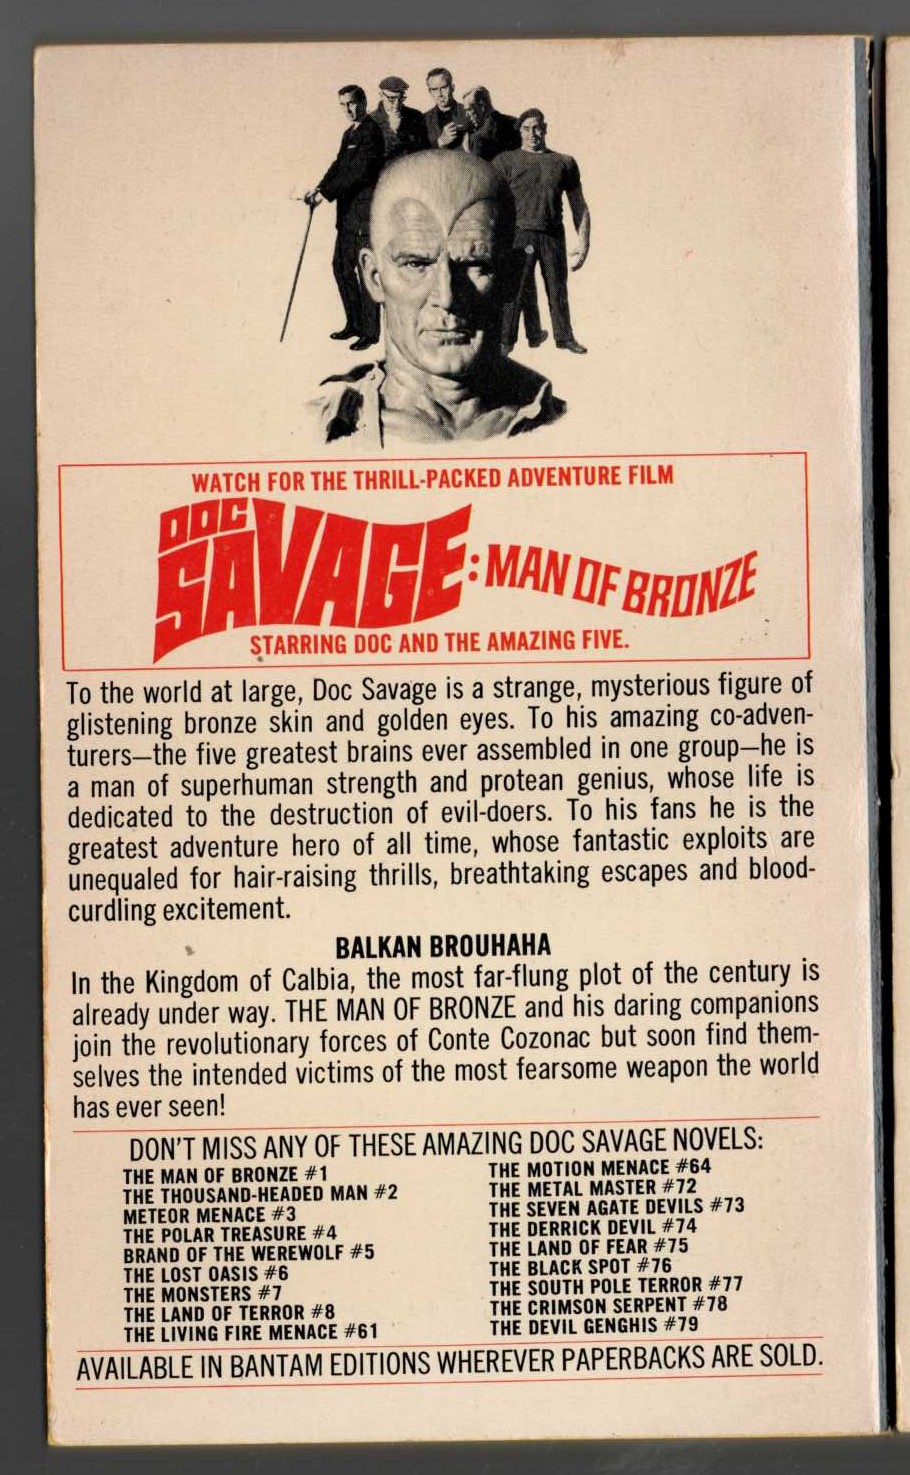 WATCH FOR THE THRILL-PACKED ADVENTURE FILM
DOC
SAVAGE: MAN OF BRONZE
STARRING DOC AND THE AMAZING FIVE.
To the world at large, Doc Savage is a strange, mysterious figure of
glistening bronze skin and golden eyes. To his amazing co-adven-
turers—the five greatest brains ever assembled in one group—he is
a man of superhuman strength and protean genius, whose life is
dedicated to the destruction of evil-doers. To his fans he is the
greatest adventure hero of all time, whose fantastic exploits are
unequaled for hair-raising thrills, breathtaking escapes and blood-
curdling excitement.
BALKAN BROUHAHA
In the Kingdom of Calbia, the most far-flung plot of the century is
already under way. THE MAN OF BRONZE and his daring companions
join the revolutionary forces of Conte Cozonac but soon find them-
selves the intended victims of the most fearsome weapon the world
has ever seen!
DON'T MISS ANY OF THESE AMAZING DOC SAVAGE NOVELS:
THE MAN OF BRONZE #1
THE THOUSAND-HEADED MAN #2
METEOR MENACE #3
THE POLAR TREASURE #4
BRAND OF THE WEREWOLF #5
THE LOST OASIS #6
THE MONSTERS #7
THE LAND OF TERROR #8
THE LIVING FIRE MENACE #61
THE MOTION MENACE #64
THE METAL MASTER #72
THE SEVEN AGATE DEVILS #73
THE DERRICK DEVIL #74
THE LAND OF FEAR #75
THE BLACK SPOT #76
THE SOUTH POLE TERROR #77
THE CRIMSON SERPENT #78
THE DEVIL GENGHIS #79
AVAILABLE IN BANTAM EDITIONS WHEREVER PAPERBACKS ARE SOLD.